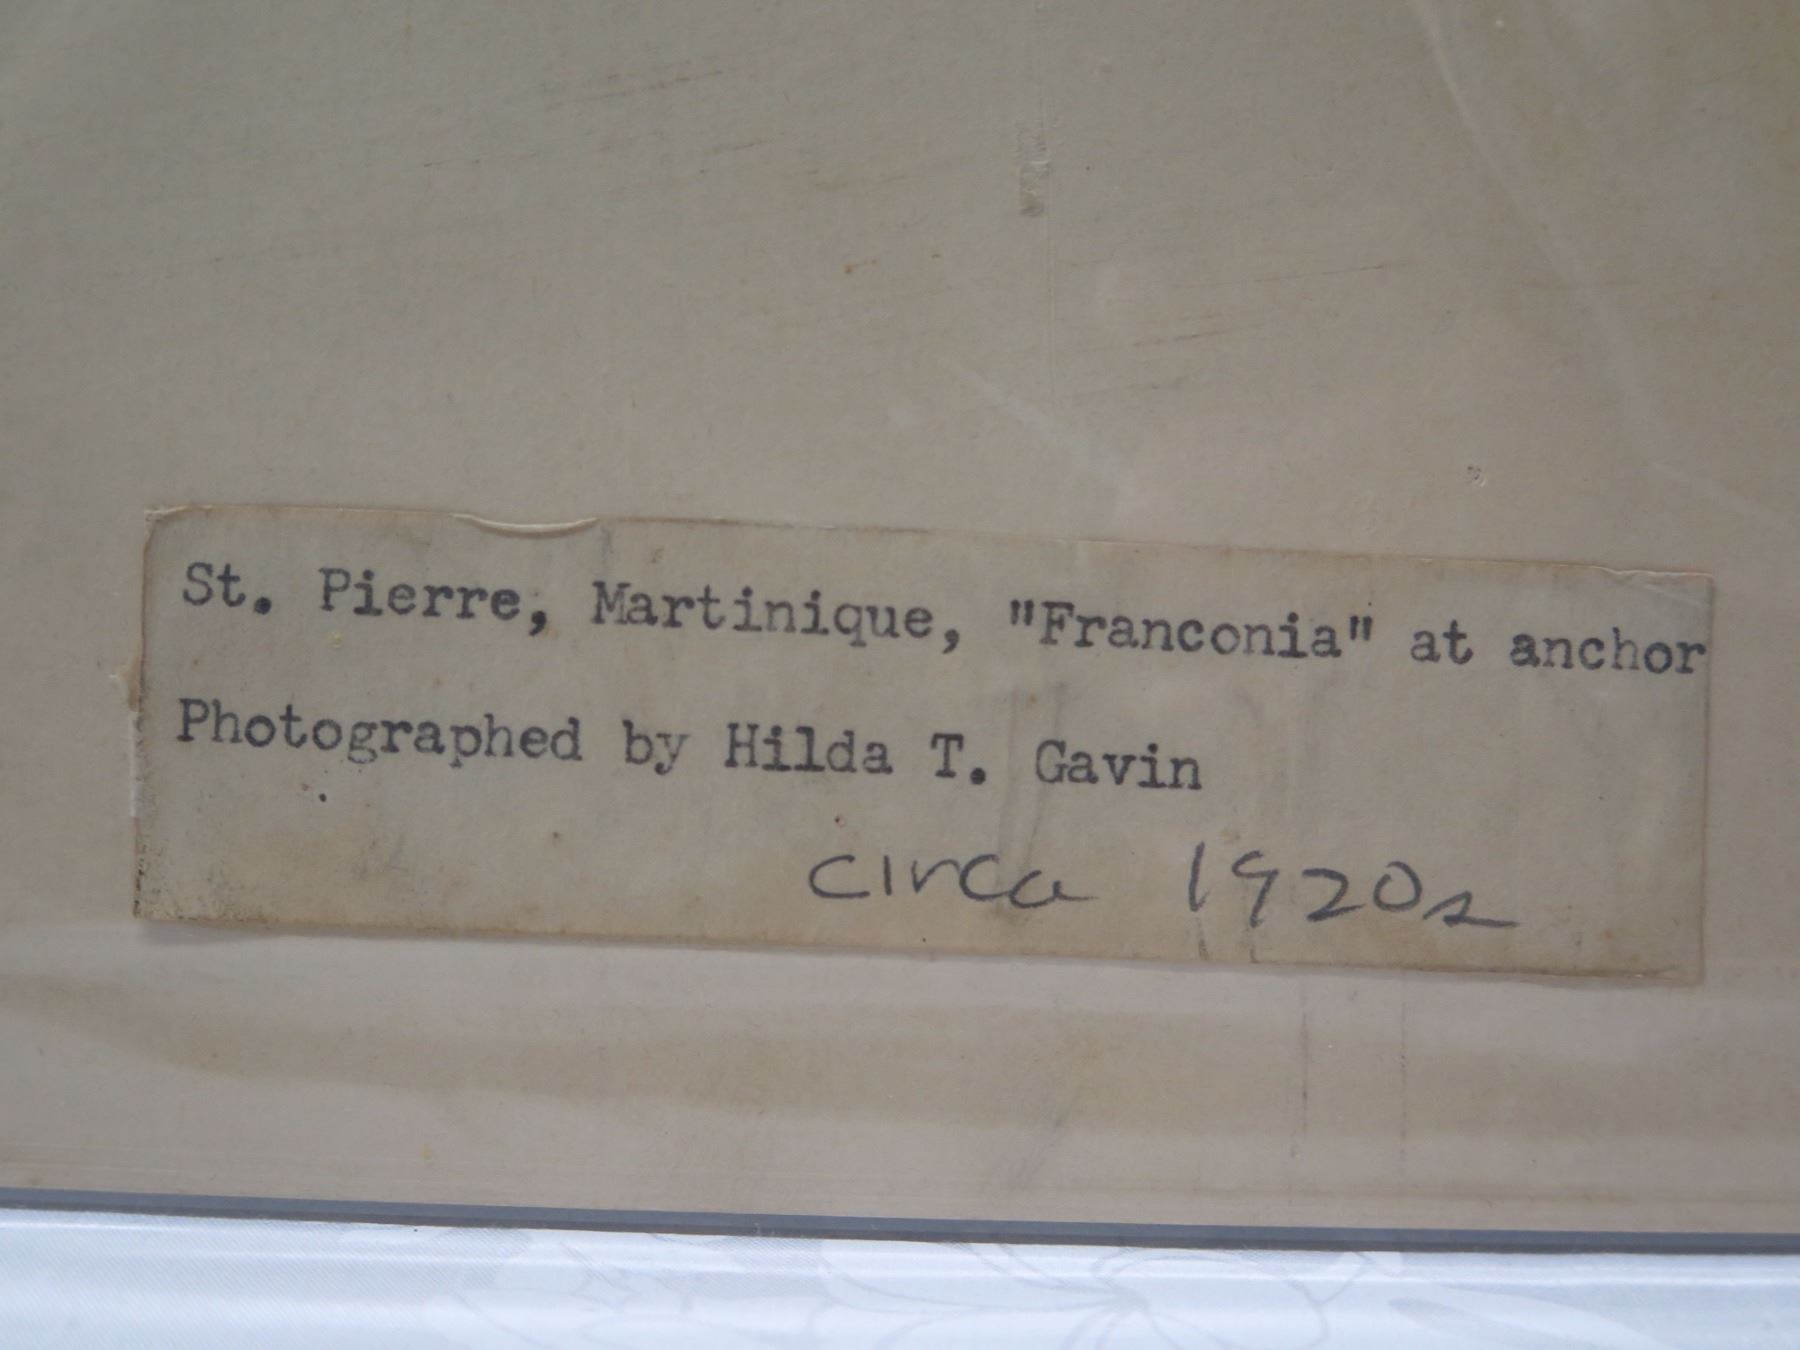 St. Pierre, Martinique, "Franconia" at anchor
Photographed by Hilda T. Gavin
circa 1920s